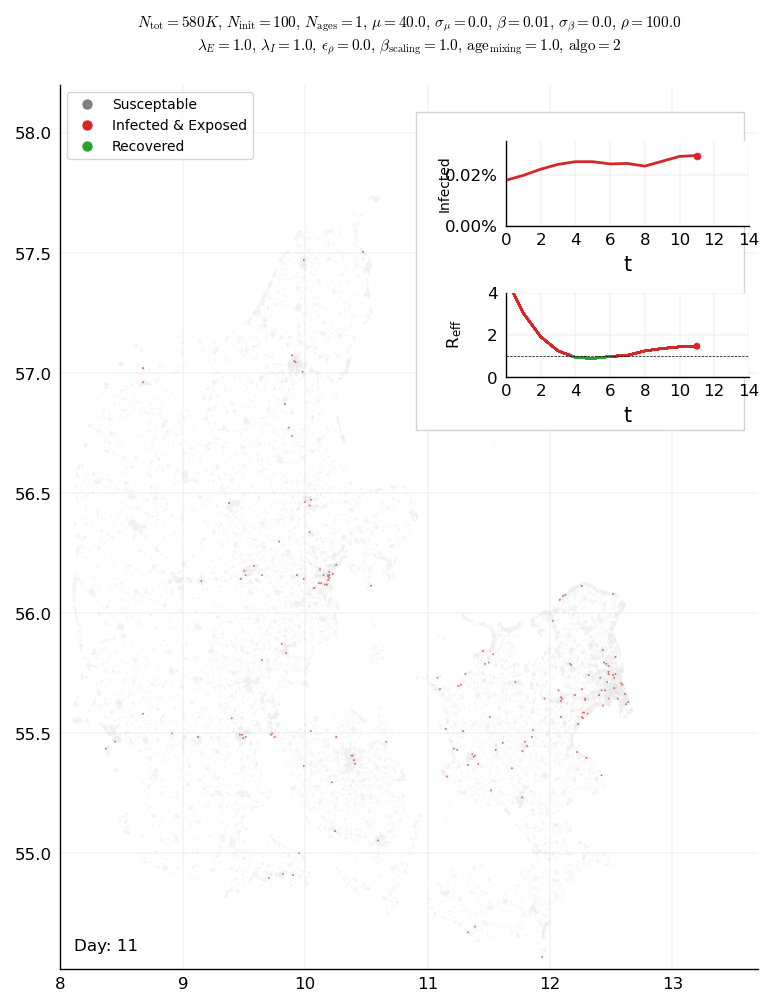 N_tot = 580K, N_init = 100, N_ages = 1, μ = 40.0, σ_μ = 0.0, β = 0.01, σ_β = 0.0, ρ = 100.0
λ_E = 1.0, λ_I = 1.0, ϵ_ρ = 0.0, β_scaling = 1.0, age_mixing = 1.0, algo = 2
Susceptable
Infected & Exposed
Recovered
58.0
57.5
57.0
56.5
56.0
55.5
55.0
Infected
0.02%
0.00%
0 2 4 6 8 10 12 14
t
R_eff
4
2
0
0 2 4 6 8 10 12 14
t
Day: 11
8 9 10 11 12 13